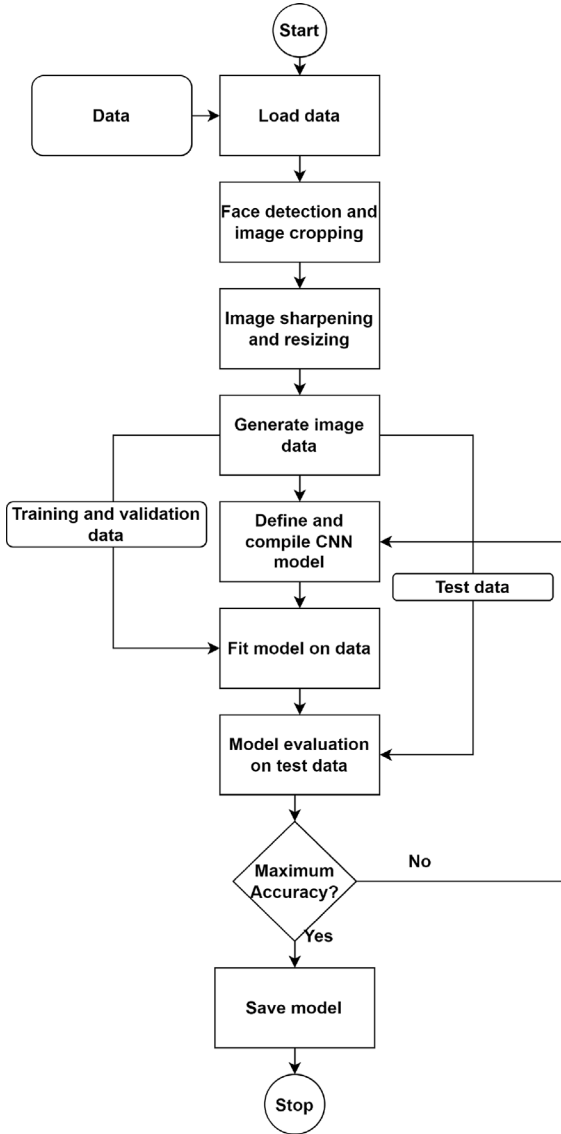 Start
Data
Load data
Face detection and
image cropping
Image sharpening
and resizing
Generate image
data
Training and validation
data
Define and
compile CNN
model
Test data
Fit model on data
Model evaluation
on test data
Maximum
Accuracy?
No
Yes
Save model
Stop